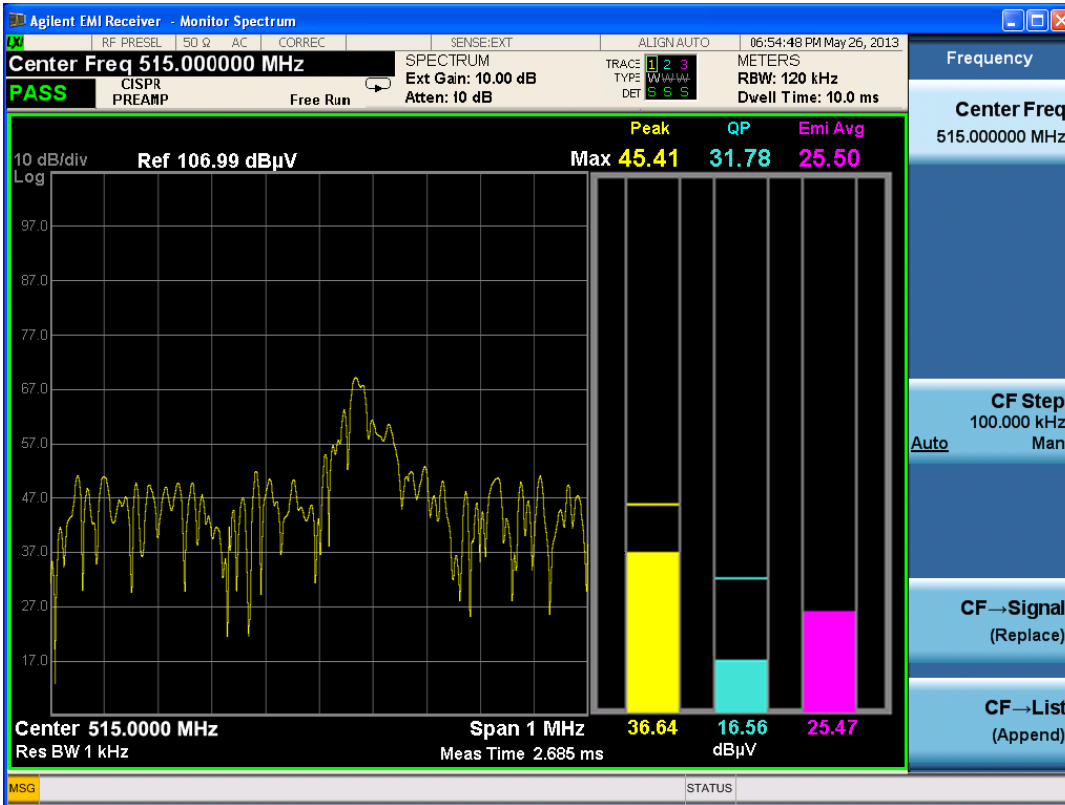 Agilent EMI Receiver - Monitor Spectrum
LXI RF PRESEL 50 Ω AC CORREC SENSE:EXT ALIGN AUTO 06:54:48 PM May 26, 2013
Center Freq 515.000000 MHz
PASS
CISPR
PREAMP
Free Run
SPECTRUM
Ext Gain: 10.00 dB
Atten: 10 dB
TRACE 1 2 3
TYPE W W W
DET S S S
METERS
RBW: 120 kHz
Dwell Time: 10.0 ms
10 dB/div
Log
Ref 106.99 dBµV
Peak QP Emi Avg
Max 45.41 31.78 25.50
97.0
87.0
77.0
67.0
57.0
47.0
37.0
27.0
17.0
Center 515.0000 MHz
Span 1 MHz
Res BW 1 kHz
Meas Time 2.685 ms
36.64 16.56 25.47
dBµV
MSG
STATUS
Frequency
Center Freq
515.000000 MHz
CF Step
100.000 kHz
Auto Man
CF→Signal
(Replace)
CF→List
(Append)